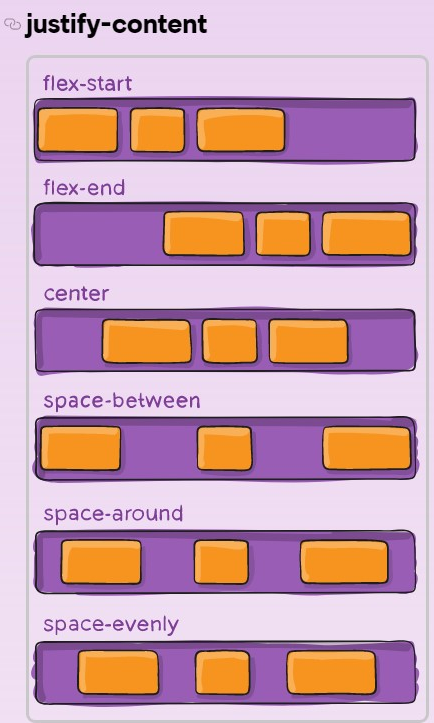 justify-content
flex-start
flex-end
center
space-between
space-around
space-evenly